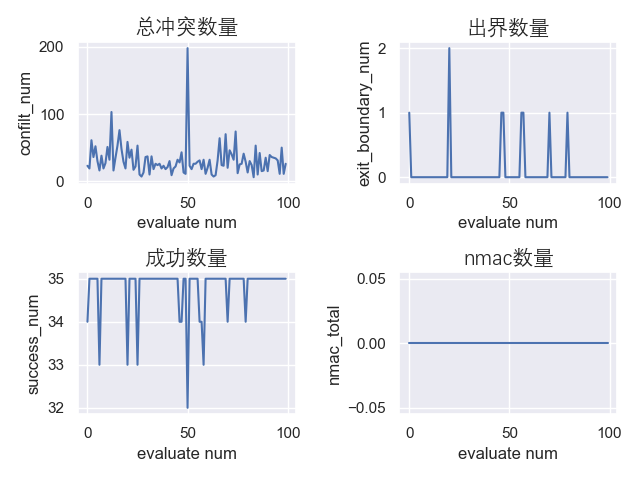 总冲突数量
200
100
0
confilt_num
0
50
100
evaluate num
出界数量
2
1
0
exit_boundary_num
0
50
100
evaluate num
成功数量
35
34
33
32
success_num
0
50
100
evaluate num
nmac数量
0.05
0.00
−0.05
nmac_total
0
50
100
evaluate num